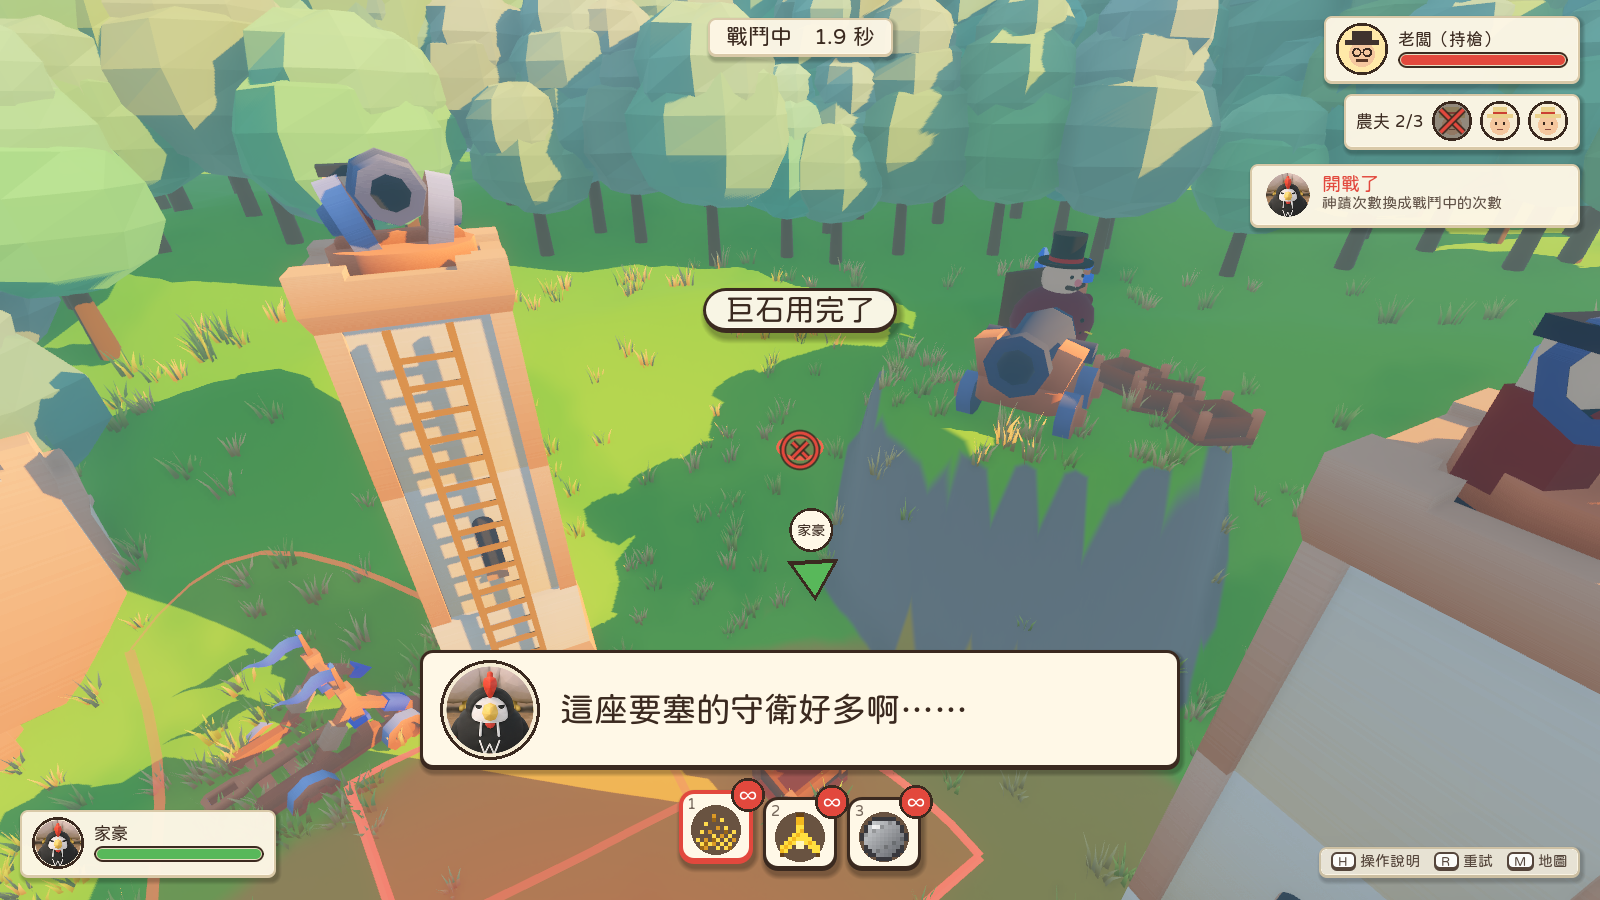 戰鬥中 1.9 秒
老闆（持槍）
農夫 2/3
開戰了
神蹟次數換成戰鬥中的次數
巨石用完了
家豪
這座要塞的守衛好多啊⋯⋯
家豪
1 ∞
2 ∞
3 ∞
H 操作說明 R 重試 M 地圖